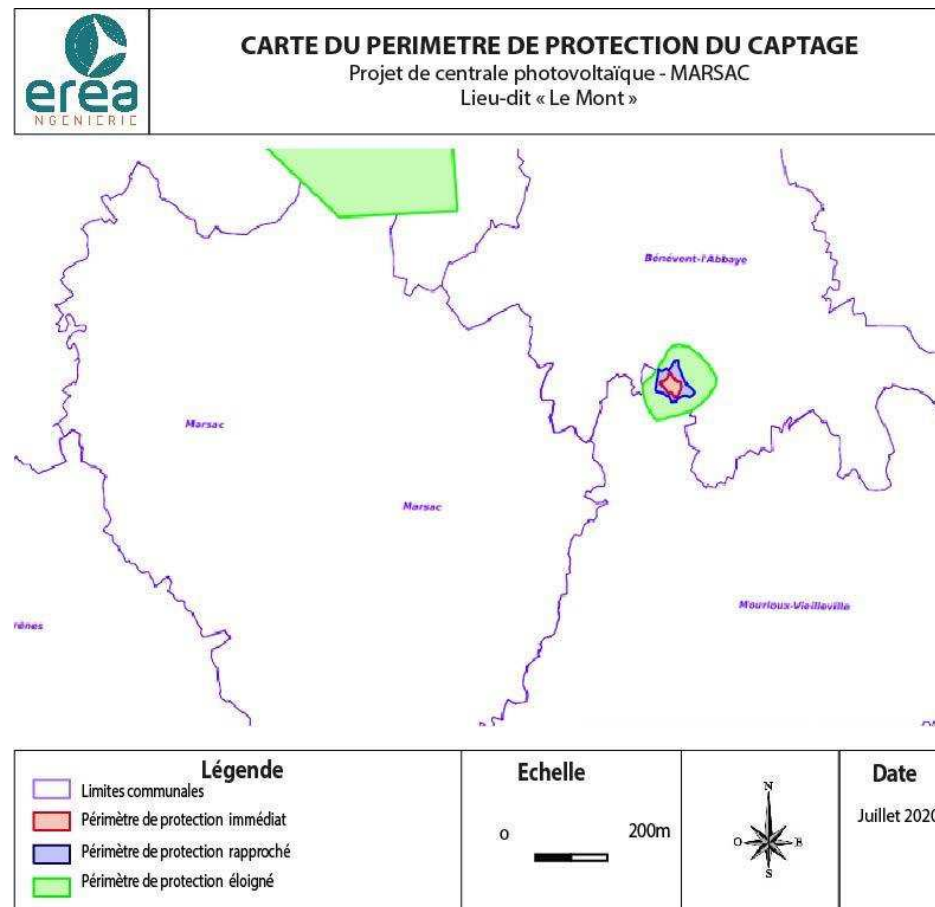 CARTE DU PERIMETRE DE PROTECTION DU CAPTAGE
Projet de centrale photovoltaïque - MARSAC
Lieu-dit « Le Mont »
erea
NGENIERIE
Bénévent-l'Abbaye
Marsac
Marsac
Mourioux-Vieilleville
rênes
Légende
Limites communales
Périmètre de protection immédiat
Périmètre de protection rapproché
Périmètre de protection éloigné
Echelle
0 200m
N
O E
S
Date
Juillet 2020